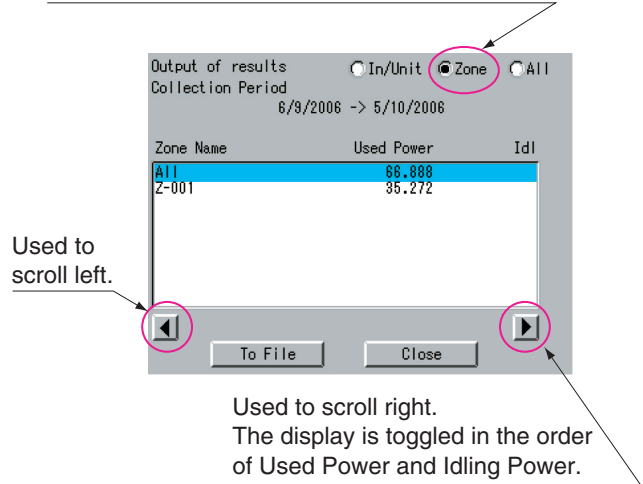 Output of results In/Unit Zone All
Collection Period
6/9/2006 -> 5/10/2006
Zone Name Used Power Idl
All 66.888
Z-001 35.272
Used to
scroll left.
To File Close
Used to scroll right.
The display is toggled in the order
of Used Power and Idling Power.